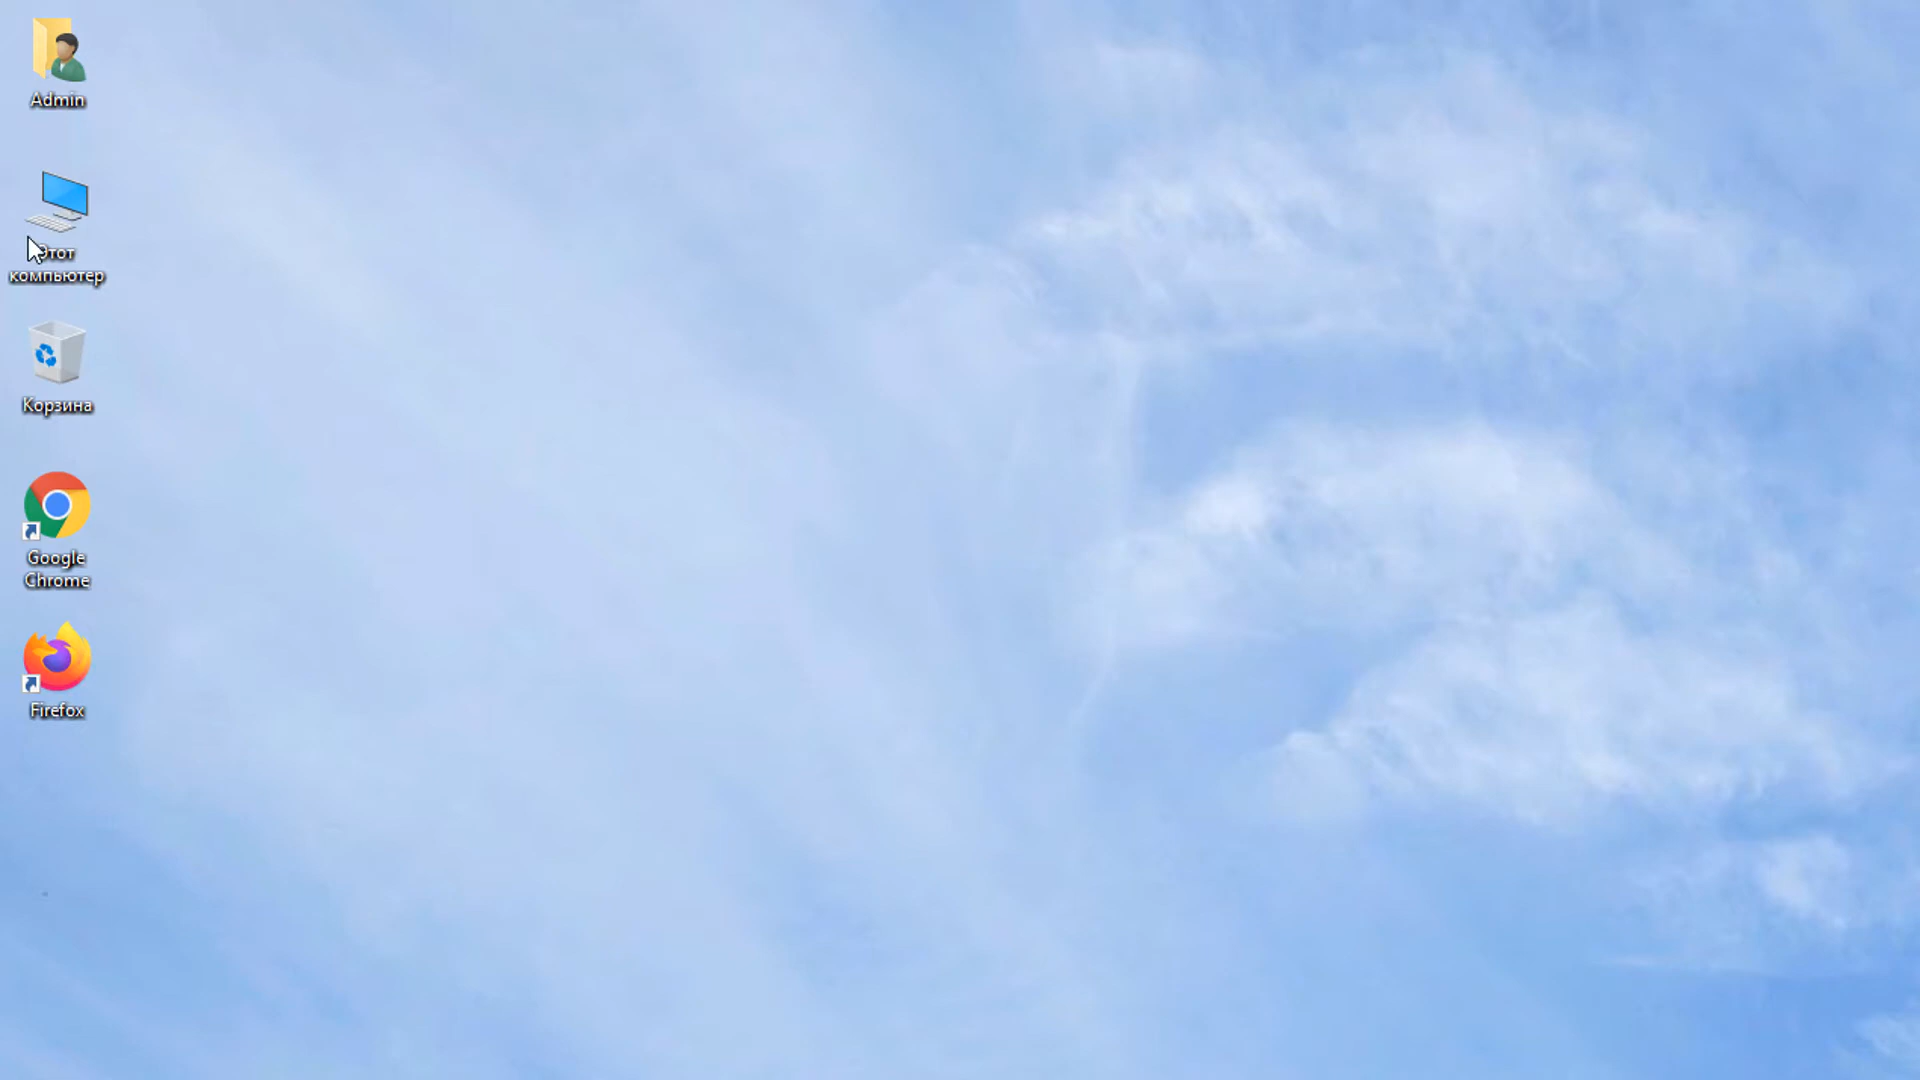 Admin
Этот
компьютер
Корзина
Google
Chrome
Firefox